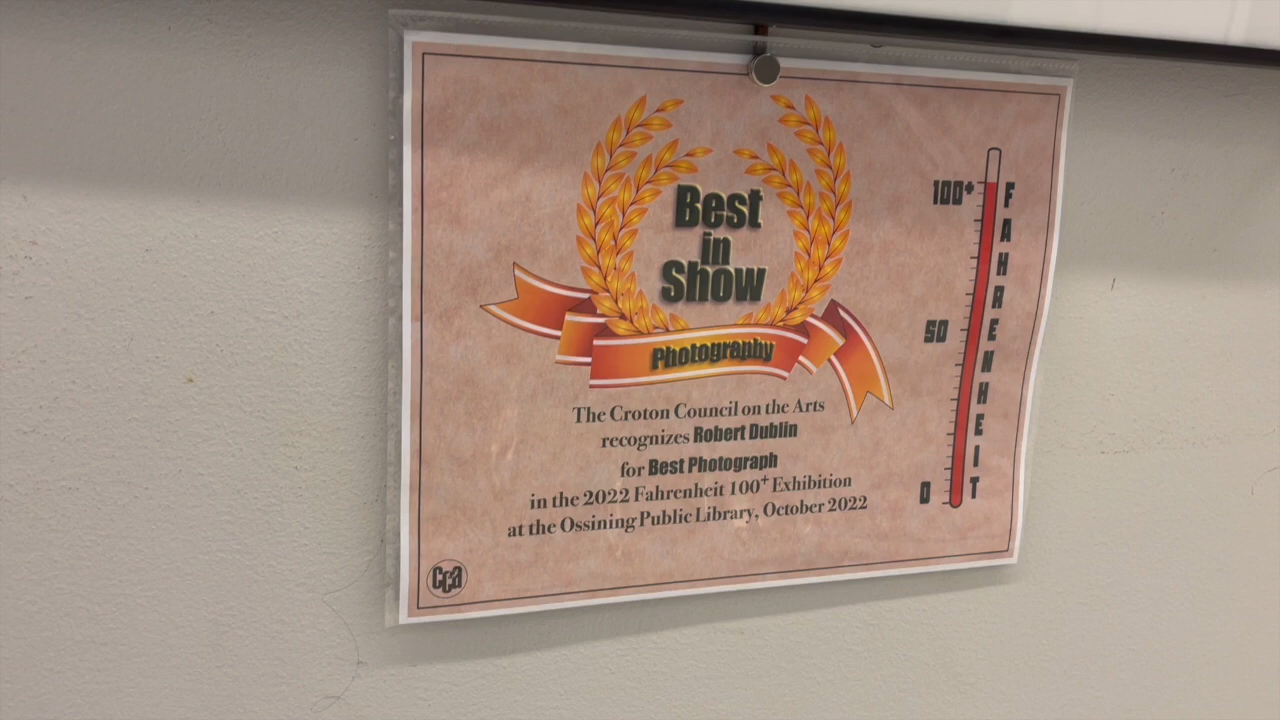 Best
in
Show
Photography
The Croton Council on the Arts
recognizes Robert Dublin
for Best Photograph
in the 2022 Fahrenheit 100+ Exhibition
at the Ossining Public Library, October 2022
cca
100+
50
0
FAHRENHEIT